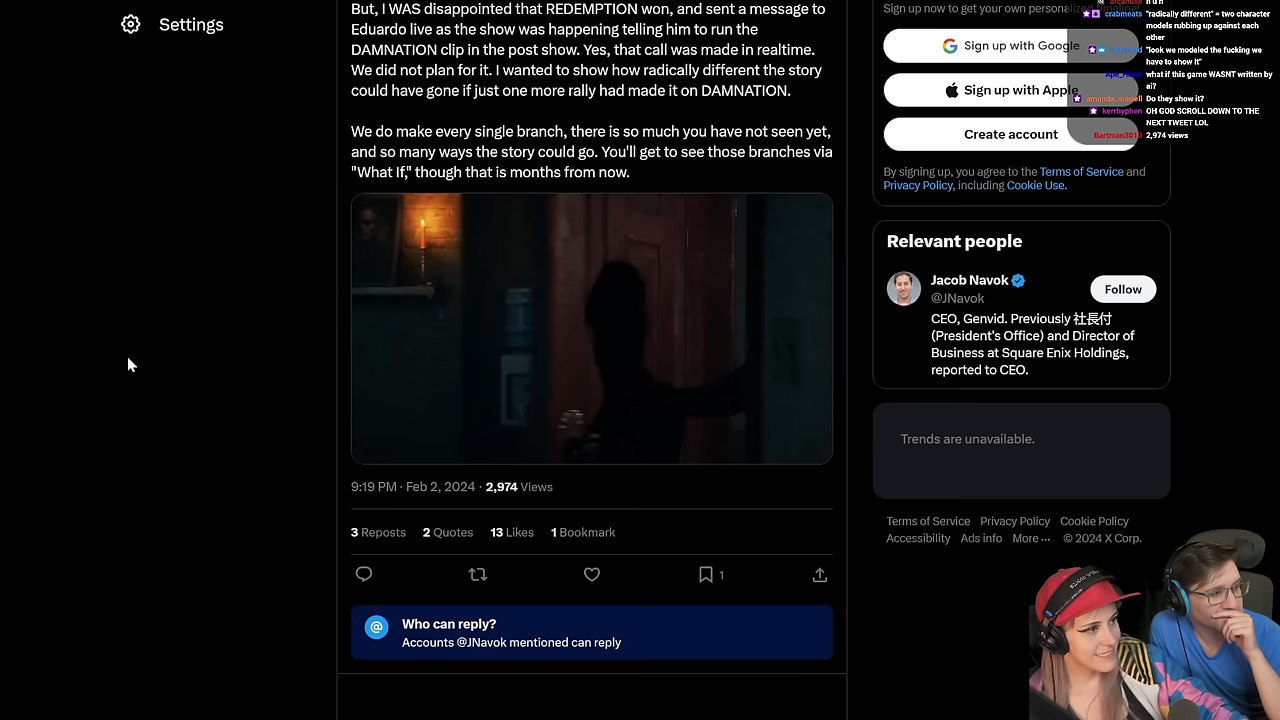 Settings
But, I WAS disappointed that REDEMPTION won, and sent a message to
Eduardo live as the show was happening telling him to run the
DAMNATION clip in the post show. Yes, that call was made in realtime.
We did not plan for it. I wanted to show how radically different the story
could have gone if just one more rally had made it on DAMNATION.
We do make every single branch, there is so much you have not seen yet,
and so many ways the story could go. You'll get to see those branches via
"What If," though that is months from now.
9:19 PM · Feb 2, 2024 · 2,974 Views
3 Reposts 2 Quotes 13 Likes 1 Bookmark
1
Who can reply?
Accounts @JNavok mentioned can reply
Sign up now to get your own personalized timeline!
Sign up with Google
Sign up with Apple
Create account
By signing up, you agree to the Terms of Service and
Privacy Policy, including Cookie Use.
Relevant people
Jacob Navok
@JNavok
Follow
CEO, Genvid. Previously 社長付
(President's Office) and Director of
Business at Square Enix Holdings,
reported to CEO.
Trends are unavailable.
Terms of Service Privacy Policy Cookie Policy
Accessibility Ads info More ··· © 2024 X Corp.
crabmeats "radically different" = two character
models rubbing up against each
other
"look we modeled the fucking we
have to show it"
what if this game WASNT written by
ai?
amanda_martell Do they show it?
kerrhyphen OH GOD SCROLL DOWN TO THE
NEXT TWEET LOL
2,974 views